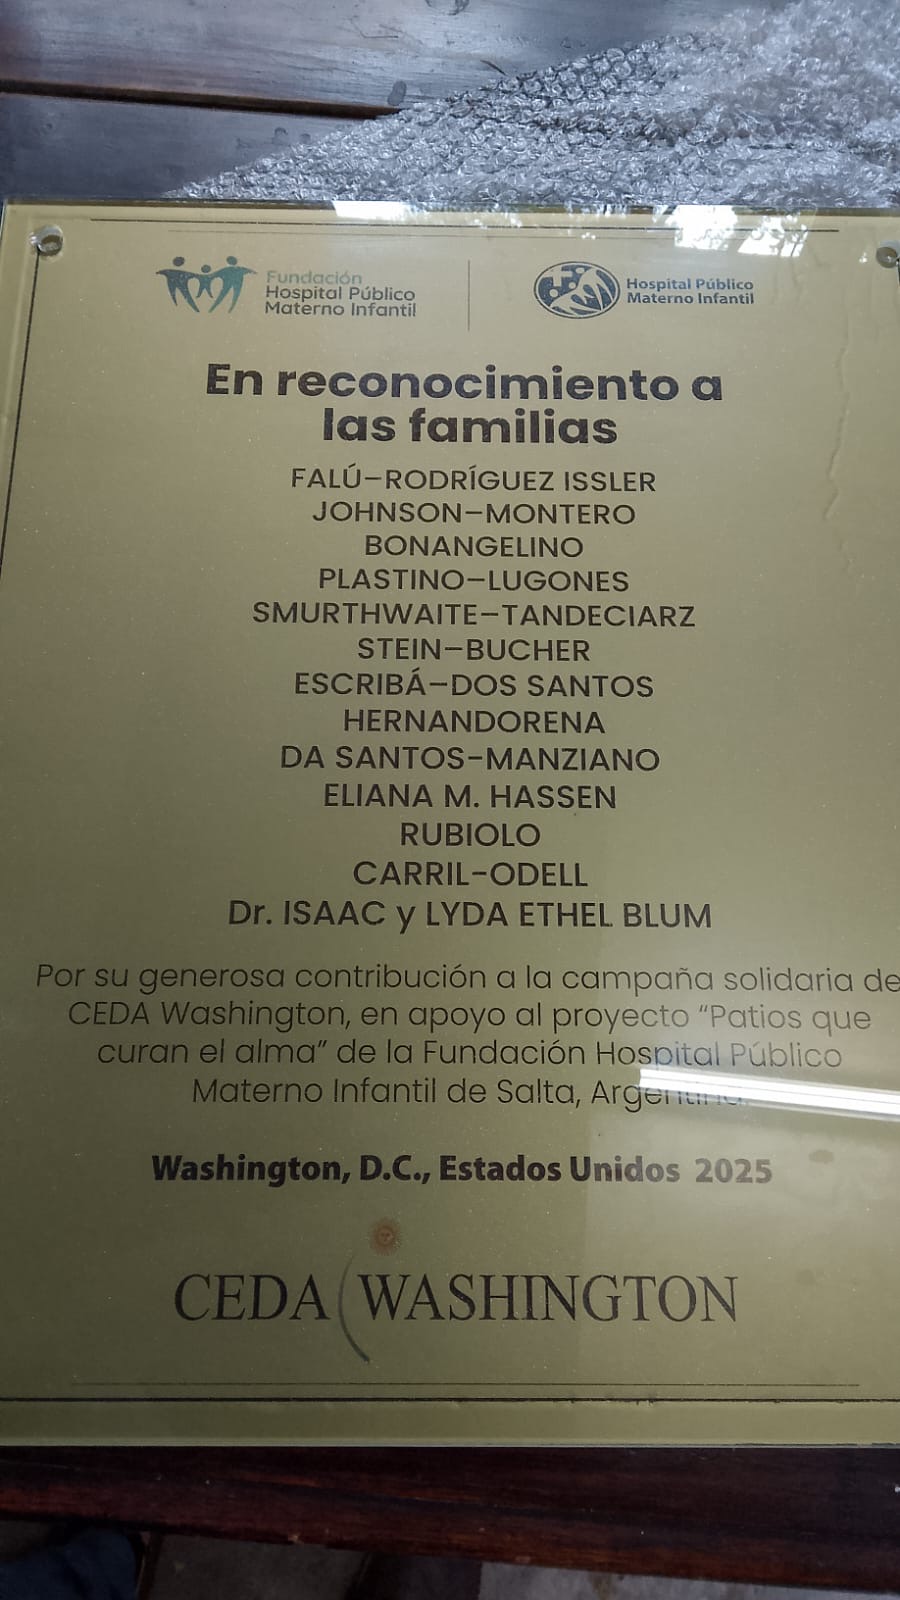 Fundación
Hospital Público
Materno Infantil
Hospital Público
Materno Infantil
En reconocimiento a
las familias
FALÚ–RODRÍGUEZ ISSLER
JOHNSON–MONTERO
BONANGELINO
PLASTINO–LUGONES
SMURTHWAITE–TANDECIARZ
STEIN–BUCHER
ESCRIBÁ–DOS SANTOS
HERNANDORENA
DA SANTOS-MANZIANO
ELIANA M. HASSEN
RUBIOLO
CARRIL-ODELL
Dr. ISAAC y LYDA ETHEL BLUM
Por su generosa contribución a la campaña solidaria de
CEDA Washington, en apoyo al proyecto “Patios que
curan el alma” de la Fundación Hospital Público
Materno Infantil de Salta, Argentina.
Washington, D.C., Estados Unidos 2025
CEDA WASHINGTON